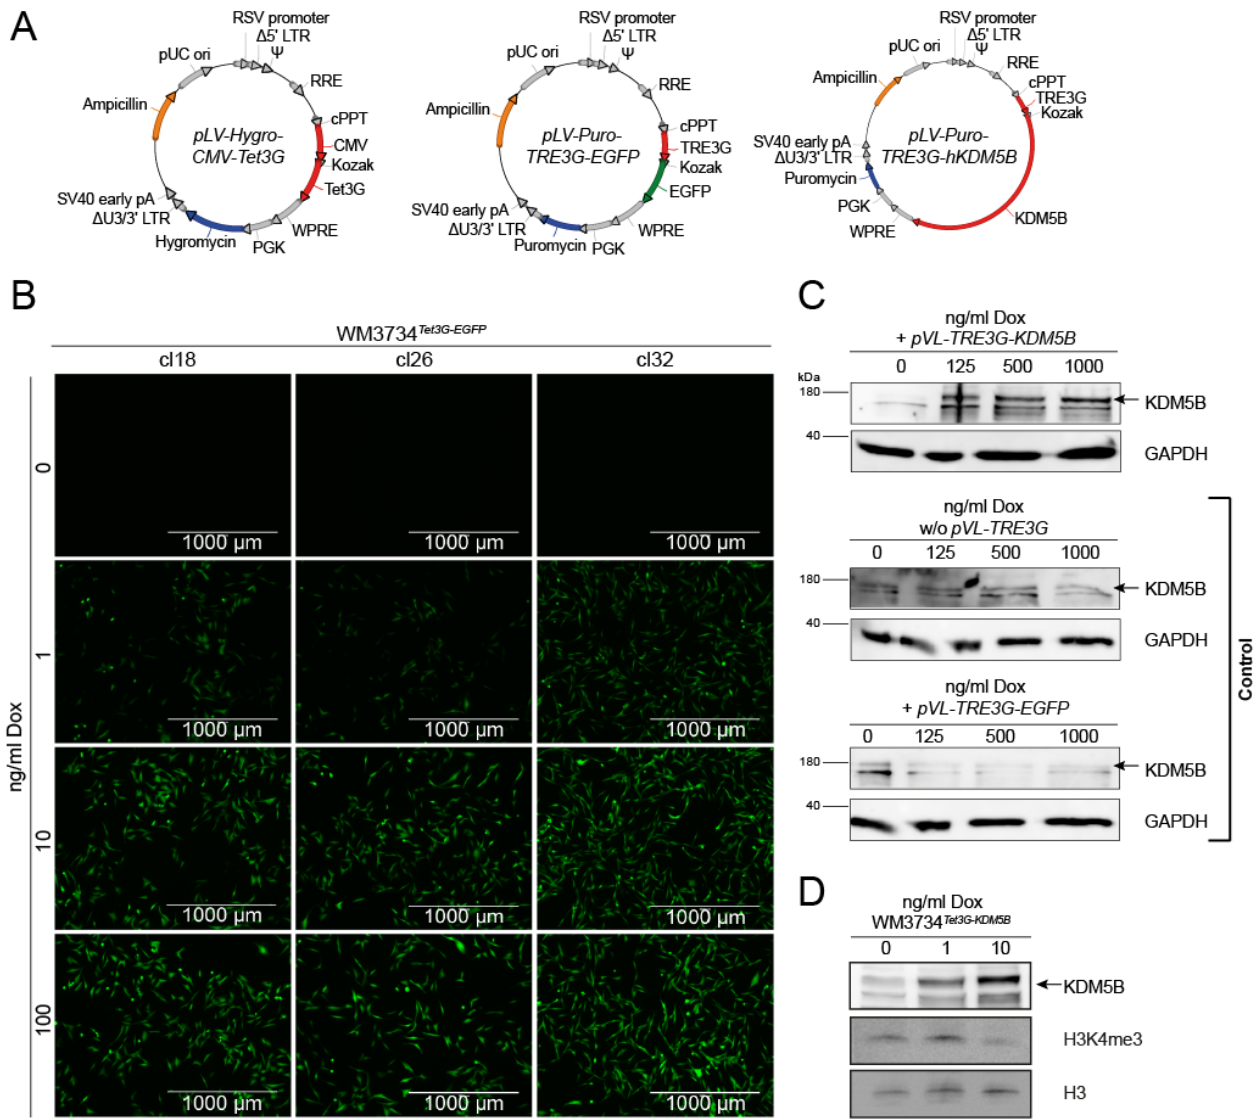 A
RSV promoter
Δ5' LTR
Ψ
pUC ori
RRE
Ampicillin
cPPT
pLV-Hygro-
CMV-Tet3G
CMV
Kozak
Tet3G
SV40 early pA
ΔU3/3' LTR
Hygromycin
WPRE
PGK
RSV promoter
Δ5' LTR
Ψ
pUC ori
RRE
Ampicillin
cPPT
pLV-Puro-
TRE3G-EGFP
TRE3G
Kozak
EGFP
SV40 early pA
ΔU3/3' LTR
Puromycin
WPRE
PGK
RSV promoter
Δ5' LTR
Ψ
pUC ori
RRE
Ampicillin
cPPT
TRE3G
Kozak
pLV-Puro-
TRE3G-hKDM5B
SV40 early pA
ΔU3/3' LTR
Puromycin
PGK
WPRE
KDM5B
B
WM3734Tet3G-EGFP
cl18 cl26 cl32
ng/ml Dox
0
1000 µm 1000 µm 1000 µm
1
1000 µm 1000 µm 1000 µm
10
1000 µm 1000 µm 1000 µm
100
1000 µm 1000 µm 1000 µm
C
ng/ml Dox
+ pVL-TRE3G-KDM5B
0 125 500 1000
kDa
180
KDM5B
40
GAPDH
ng/ml Dox
w/o pVL-TRE3G
0 125 500 1000
180
KDM5B
40
GAPDH
ng/ml Dox
+ pVL-TRE3G-EGFP
0 125 500 1000
180
KDM5B
40
GAPDH
Control
D
ng/ml Dox
WM3734Tet3G-KDM5B
0 1 10
KDM5B
H3K4me3
H3